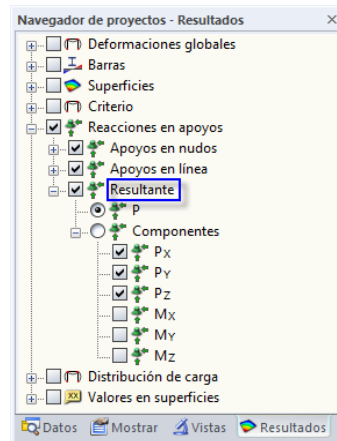 Navegador de proyectos - Resultados
Deformaciones globales
Barras
Superficies
Criterio
Reacciones en apoyos
Apoyos en nudos
Apoyos en línea
Resultante
P
Componentes
PX
PY
PZ
MX
MY
MZ
Distribución de carga
xx Valores en superficies
Datos Mostrar Vistas Resultados